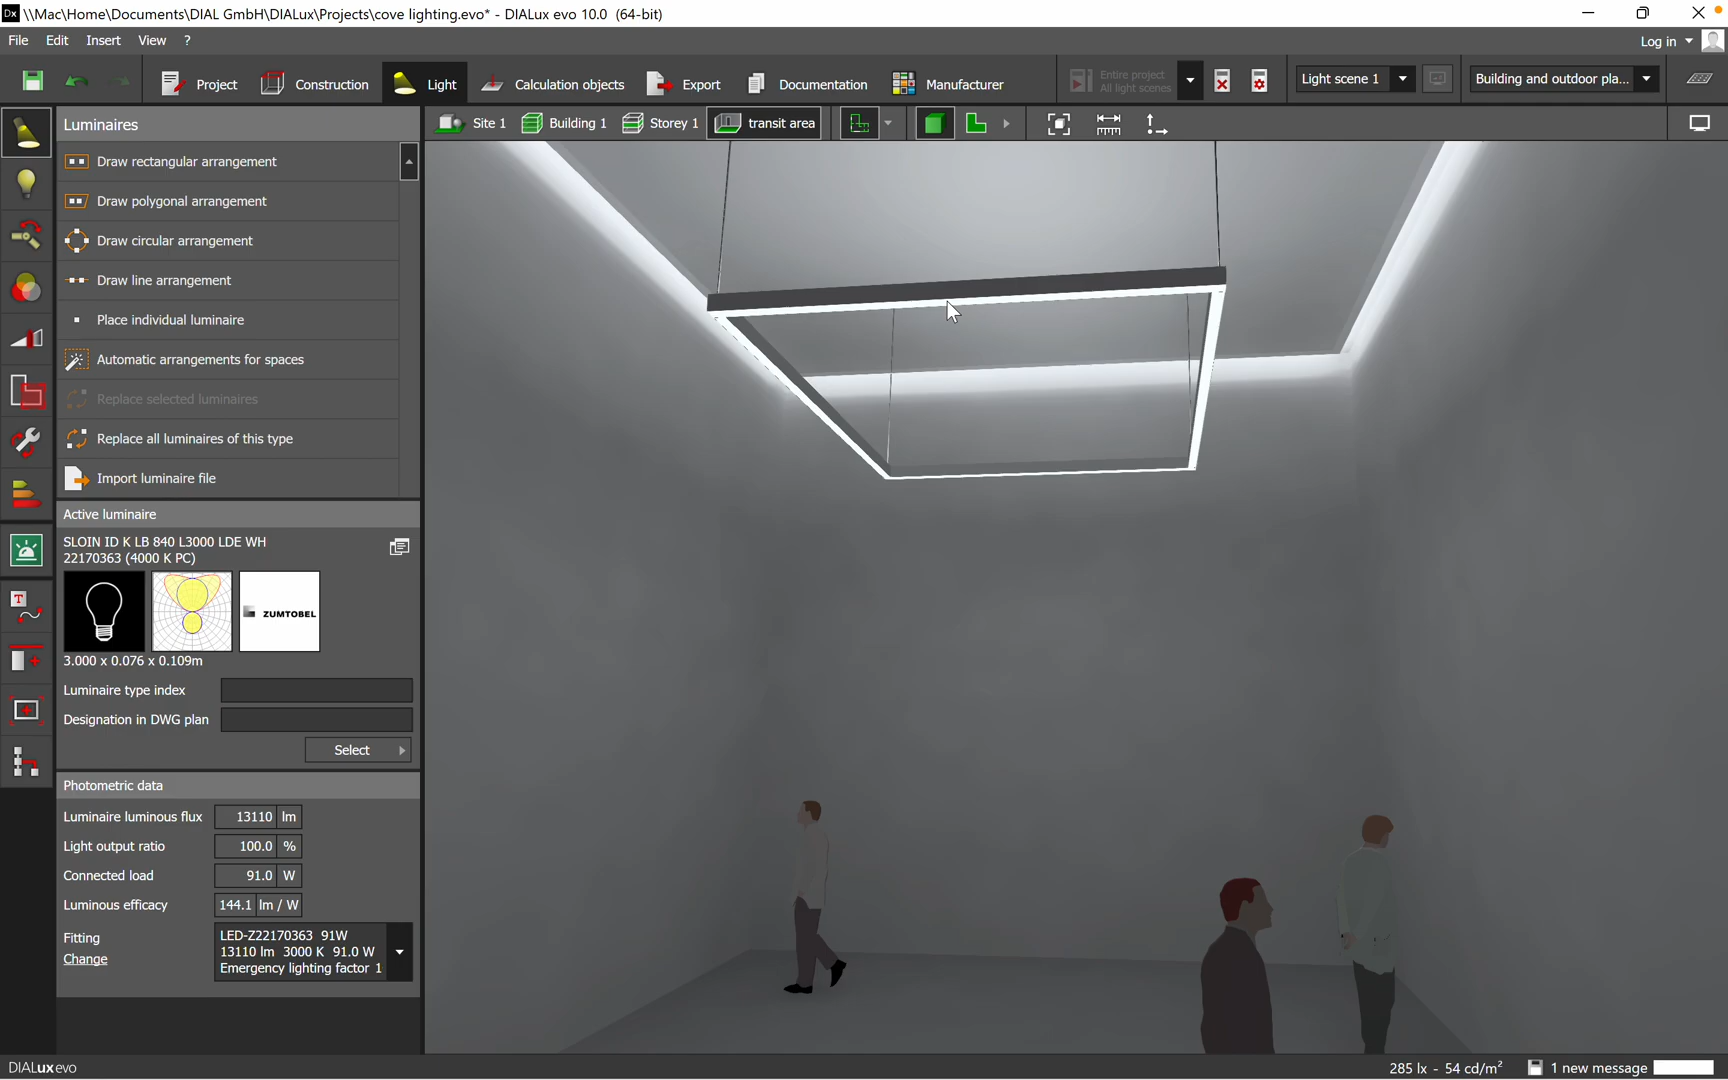 \\Mac\Home\Documents\DIAL GmbH\DIALux\Projects\cove lighting.evo* - DIALux evo 10.0 (64-bit)
File Edit Insert View ?
Log in
Project Construction Light Calculation objects Export Documentation Manufacturer
Entire project
All light scenes
Light scene 1
Building and outdoor pla...
Luminaires
Site 1 Building 1 Storey 1 transit area
Draw rectangular arrangement
Draw polygonal arrangement
Draw circular arrangement
Draw line arrangement
Place individual luminaire
Automatic arrangements for spaces
Replace selected luminaires
Replace all luminaires of this type
Import luminaire file
Active luminaire
SLOIN ID K LB 840 L3000 LDE WH
22170363 (4000 K PC)
ZUMTOBEL
3.000 x 0.076 x 0.109m
Luminaire type index
Designation in DWG plan
Select
Photometric data
Luminaire luminous flux 13110 lm
Light output ratio 100.0 %
Connected load 91.0 W
Luminous efficacy 144.1 lm / W
Fitting
Change
LED-Z22170363 91W
13110 lm 3000 K 91.0 W
Emergency lighting factor 1
DIALux evo
285 lx - 54 cd/m²
1 new message